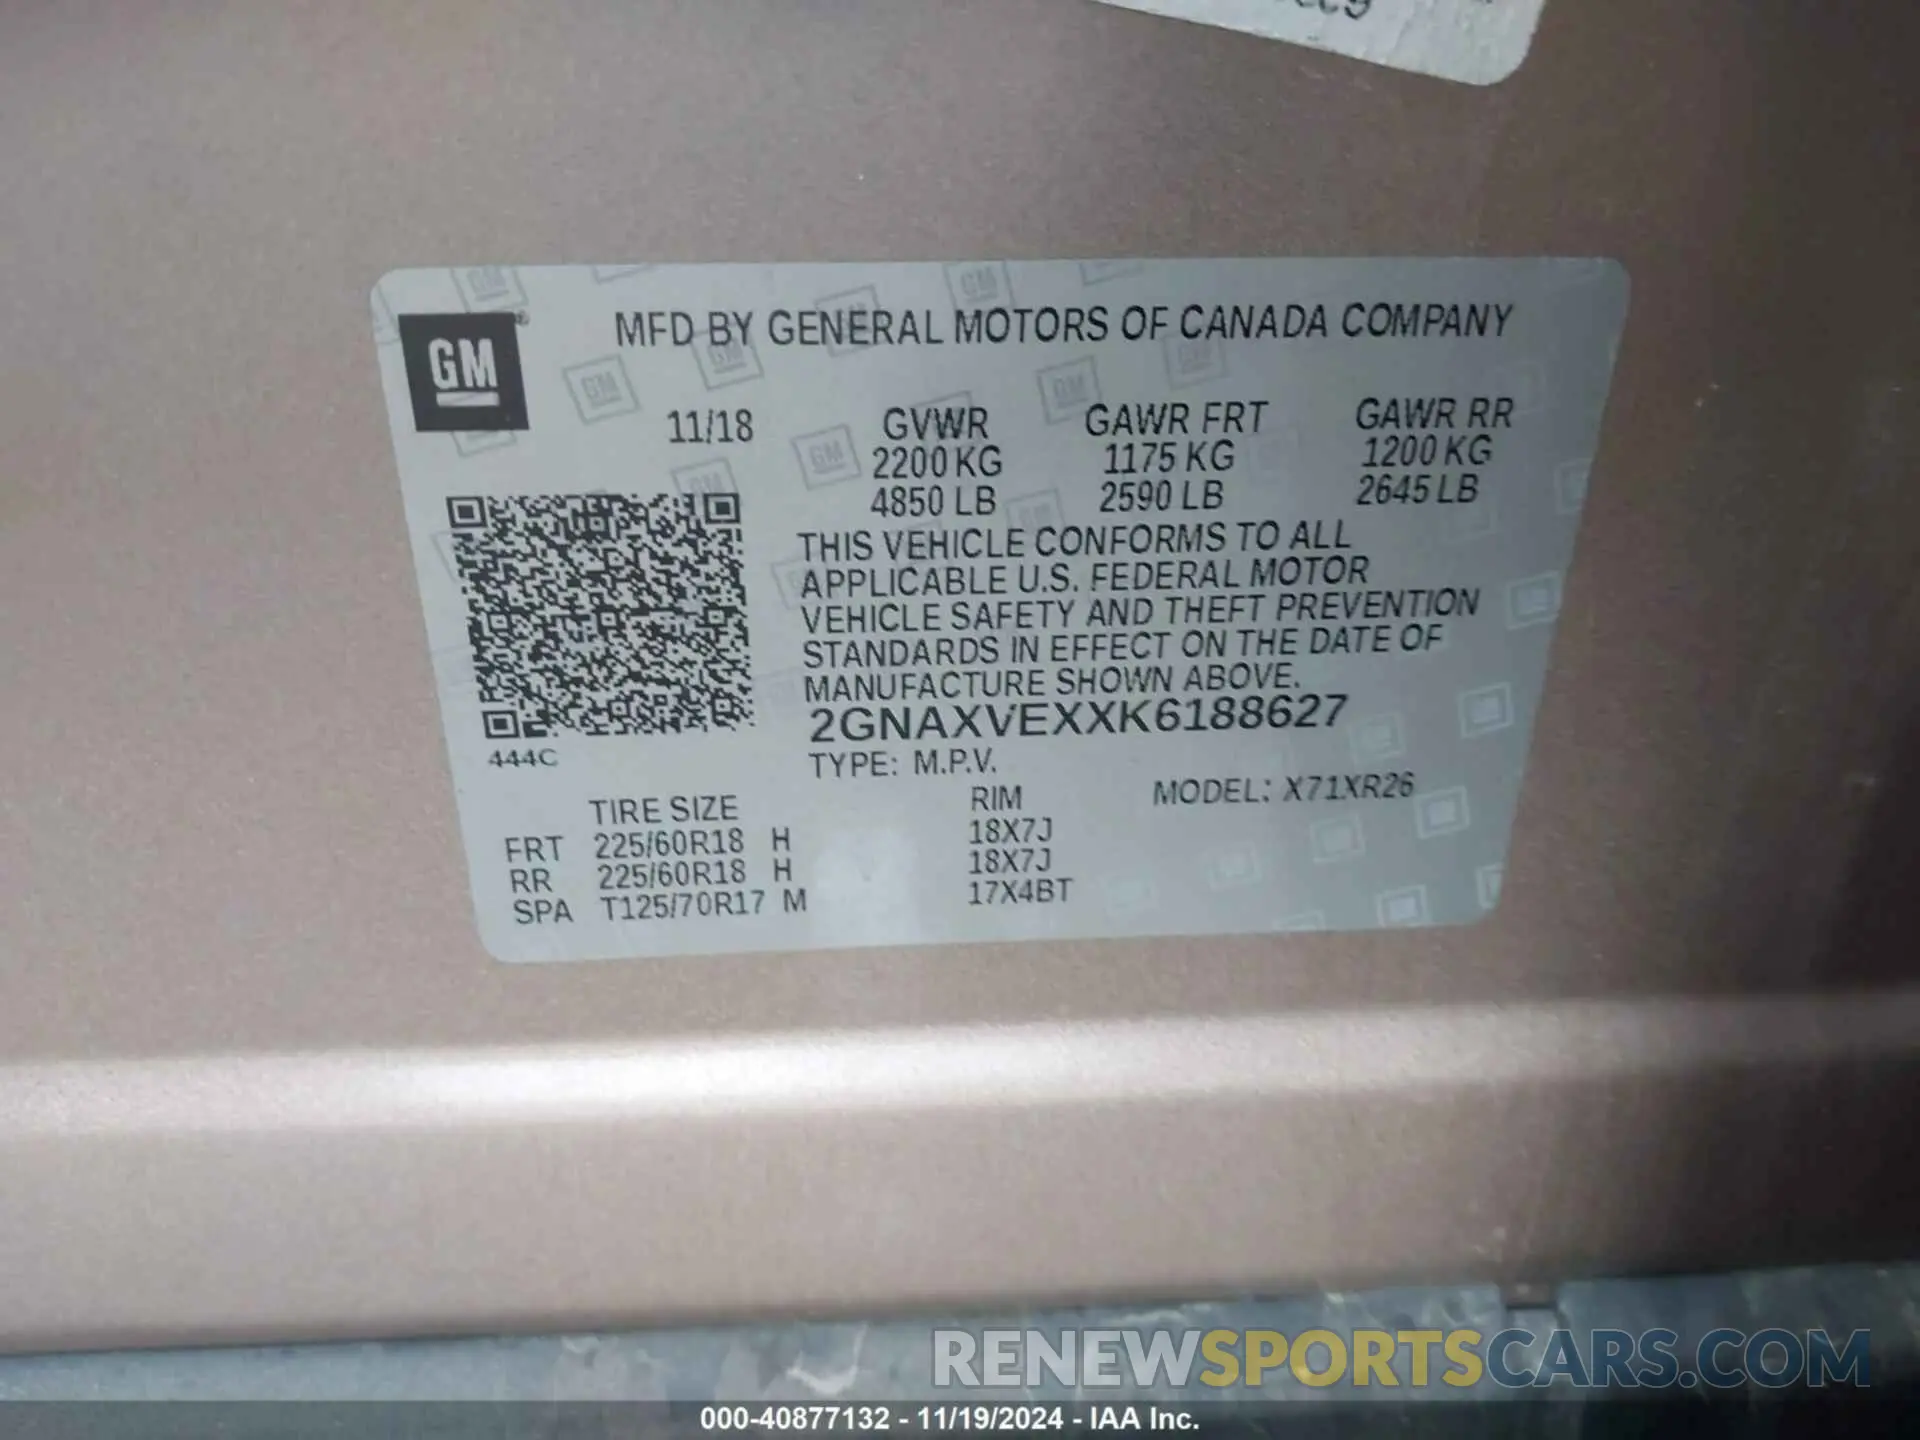 MFD BY GENERAL MOTORS OF CANADA COMPANY
GM
11/18 GVWR GAWR FRT GAWR RR
2200 KG 1175 KG 1200 KG
4850 LB 2590 LB 2645 LB
THIS VEHICLE CONFORMS TO ALL
APPLICABLE U.S. FEDERAL MOTOR
VEHICLE SAFETY AND THEFT PREVENTION
STANDARDS IN EFFECT ON THE DATE OF
MANUFACTURE SHOWN ABOVE.
2GNAXVEXXK6188627
444C
TYPE: M.P.V.
TIRE SIZE RIM MODEL: X71XR26
FRT 225/60R18 H 18X7J
RR 225/60R18 H 18X7J
SPA T125/70R17 M 17X4BT
RENEWSPORTSCARS.COM
000-40877132 - 11/19/2024 - IAA Inc.